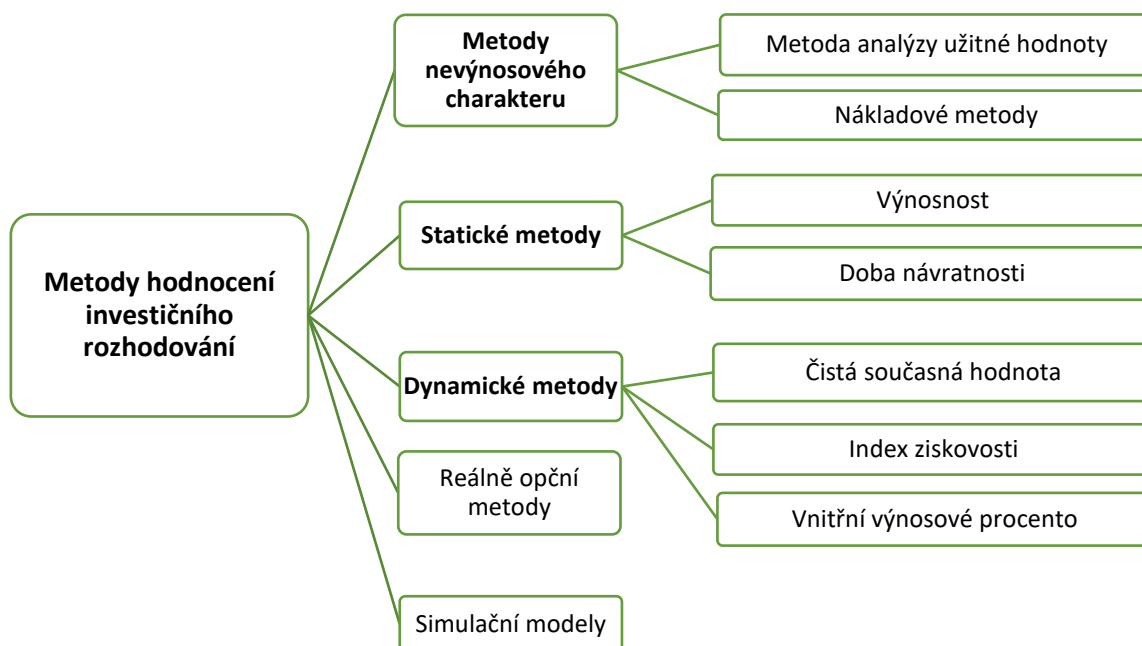 Metody hodnocení
investičního
rozhodování
Metody
nevýnosového
charakteru
Metoda analýzy užitné hodnoty
Nákladové metody
Statické metody
Výnosnost
Doba návratnosti
Dynamické metody
Čistá současná hodnota
Index ziskovosti
Vnitřní výnosové procento
Reálně opční
metody
Simulační modely